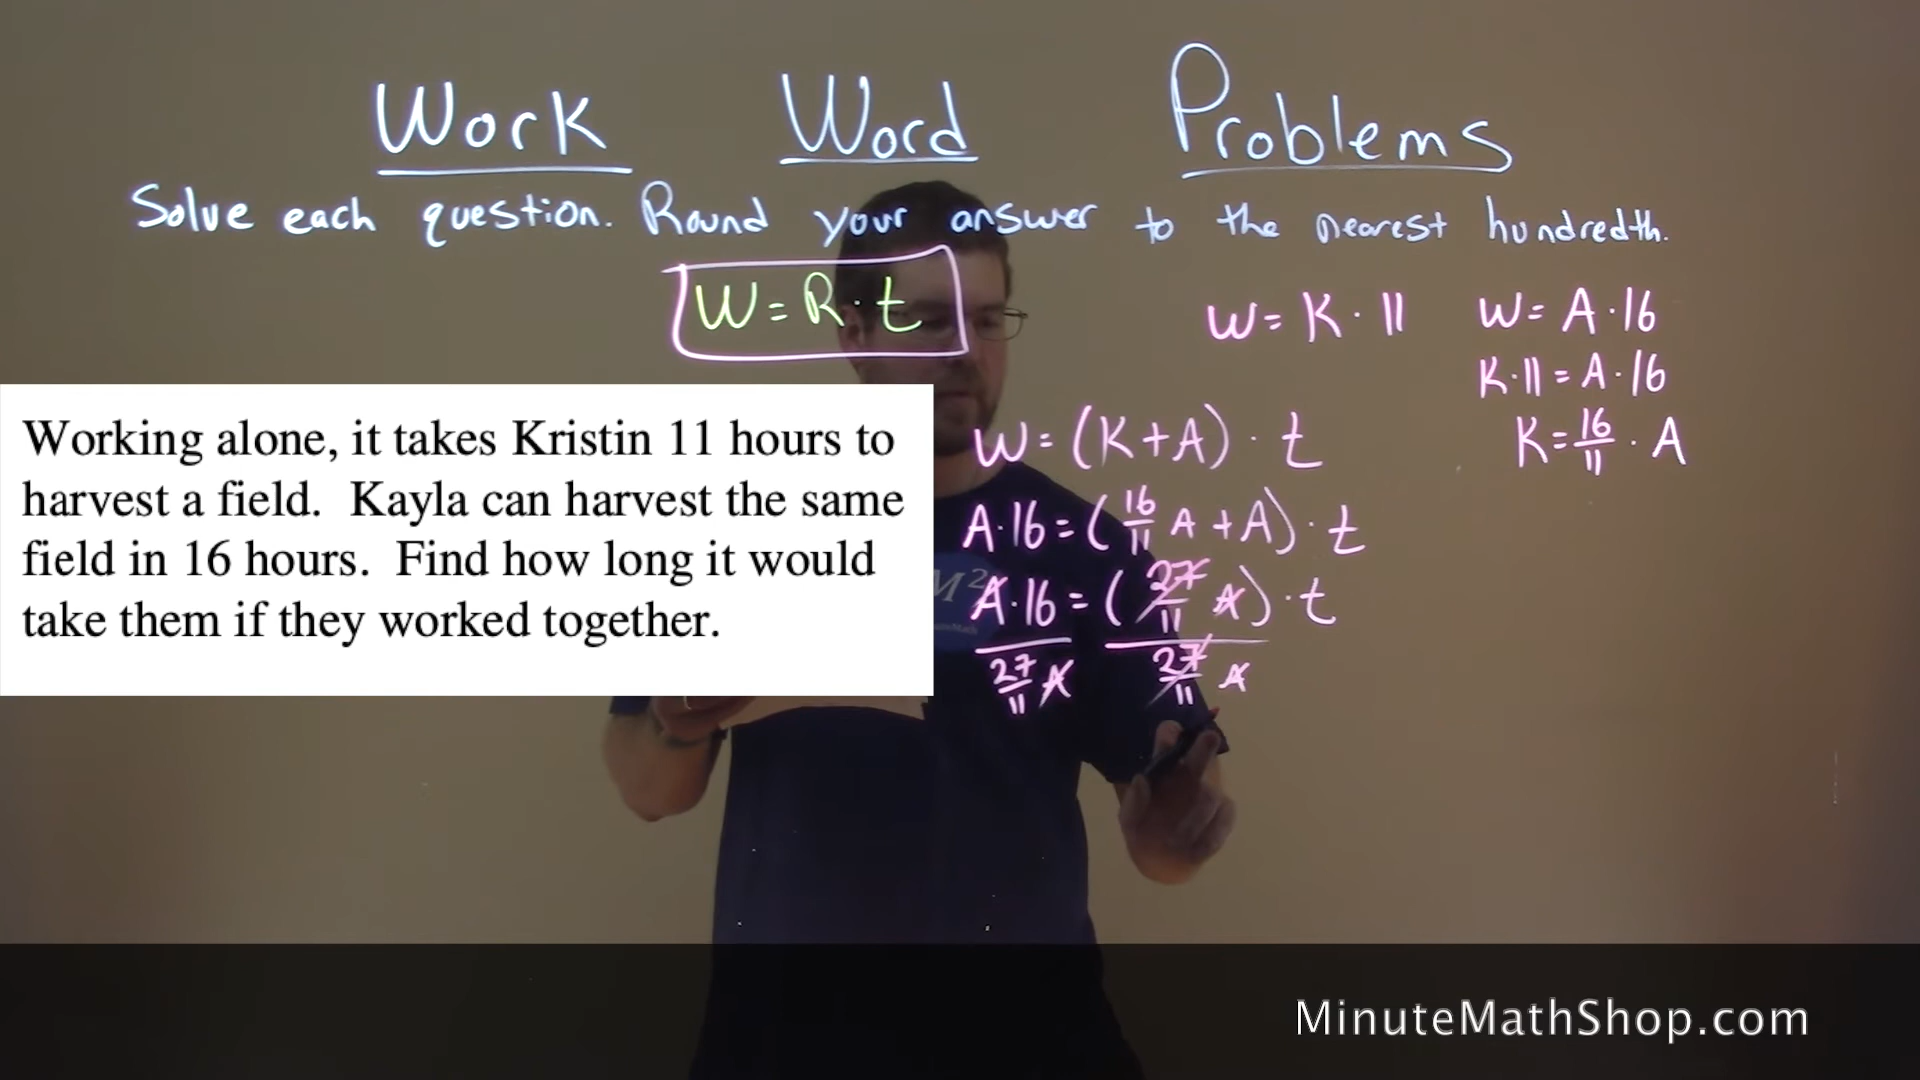 Work Word Problems
Solve each question. Round your answer to the nearest hundredth.
W = R · t
W = K · 11
W = A · 16
K · 11 = A · 16
K = 16/11 · A
Working alone, it takes Kristin 11 hours to
harvest a field. Kayla can harvest the same
field in 16 hours. Find how long it would
take them if they worked together.
W = (K + A) · t
A · 16 = (16/11 A + A) · t
A · 16 = (27/11 A) · t
27/11 A 27/11 A
M²
MinuteMathShop.com